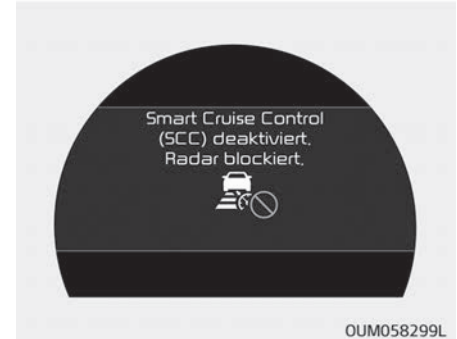 Smart Cruise Control
(SCC) deaktiviert.
Radar blockiert.
OUM058299L